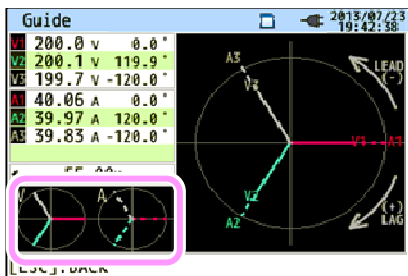 Guide 2013/07/23
19:42:38
V1 200.0 V 0.0°
V2 200.1 V 119.9°
V3 199.7 V -120.0°
A1 40.06 A 0.0°
A2 39.97 A 120.0°
A3 39.83 A -120.0°
V A
A3
V3
LEAD
(-)
V1 A1
V2
A2
(+)
LAG